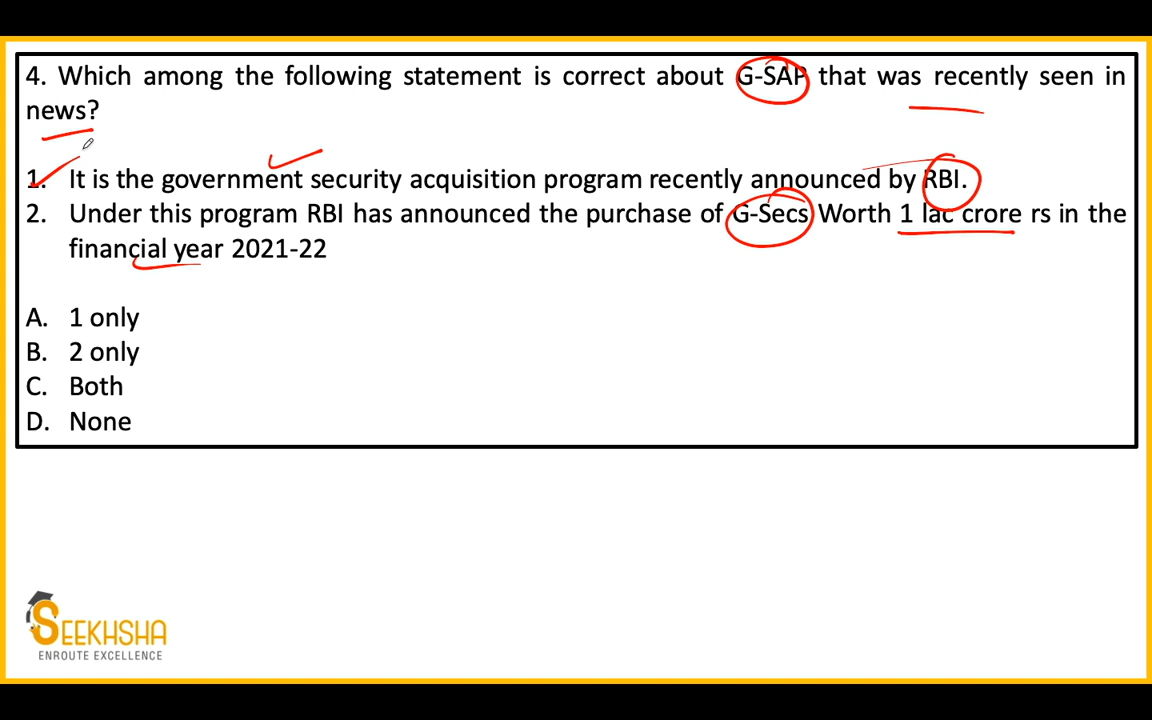 4. Which among the following statement is correct about G-SAP that was recently seen in
news?
1. It is the government security acquisition program recently announced by RBI.
2. Under this program RBI has announced the purchase of G-Secs Worth 1 lac crore rs in the
financial year 2021-22
A. 1 only
B. 2 only
C. Both
D. None
SEEKHSHA
ENROUTE EXCELLENCE